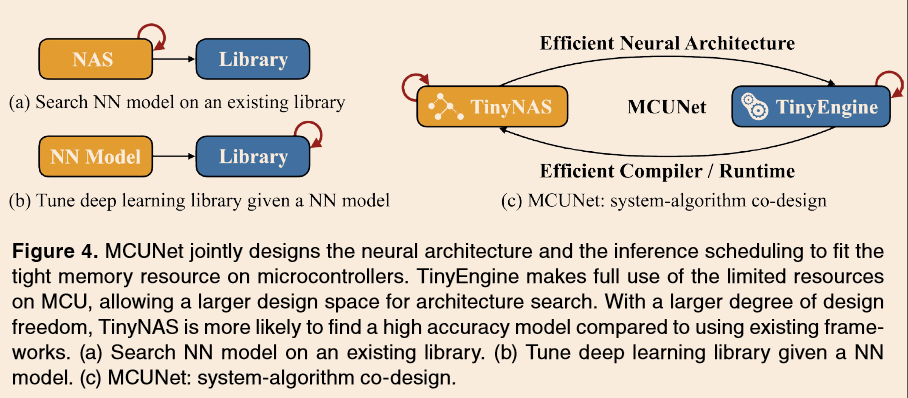 NAS
Library
(a) Search NN model on an existing library
NN Model
Library
(b) Tune deep learning library given a NN model
Efficient Neural Architecture
TinyNAS
MCUNet
TinyEngine
Efficient Compiler / Runtime
(c) MCUNet: system-algorithm co-design
Figure 4. MCUNet jointly designs the neural architecture and the inference scheduling to fit the
tight memory resource on microcontrollers. TinyEngine makes full use of the limited resources
on MCU, allowing a larger design space for architecture search. With a larger degree of design
freedom, TinyNAS is more likely to find a high accuracy model compared to using existing frame-
works. (a) Search NN model on an existing library. (b) Tune deep learning library given a NN
model. (c) MCUNet: system-algorithm co-design.